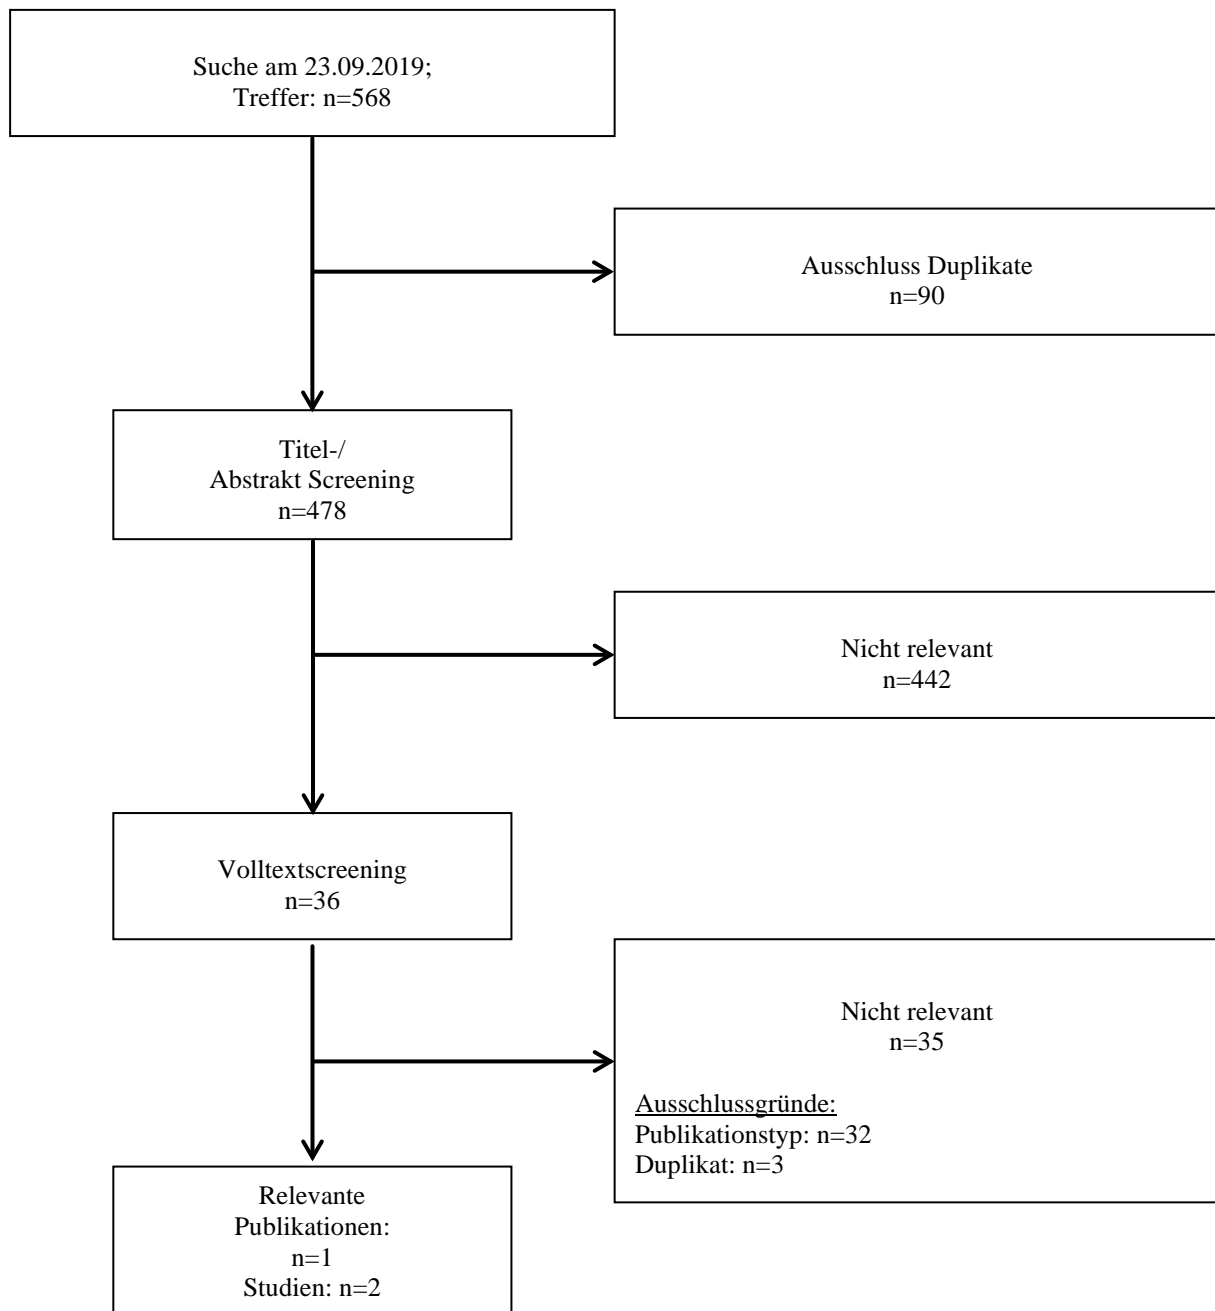 Suche am 23.09.2019;
Treffer: n=568
Ausschluss Duplikate
n=90
Titel-/
Abstrakt Screening
n=478
Nicht relevant
n=442
Volltextscreening
n=36
Nicht relevant
n=35
Ausschlussgründe:
Publikationstyp: n=32
Duplikat: n=3
Relevante
Publikationen:
n=1
Studien: n=2